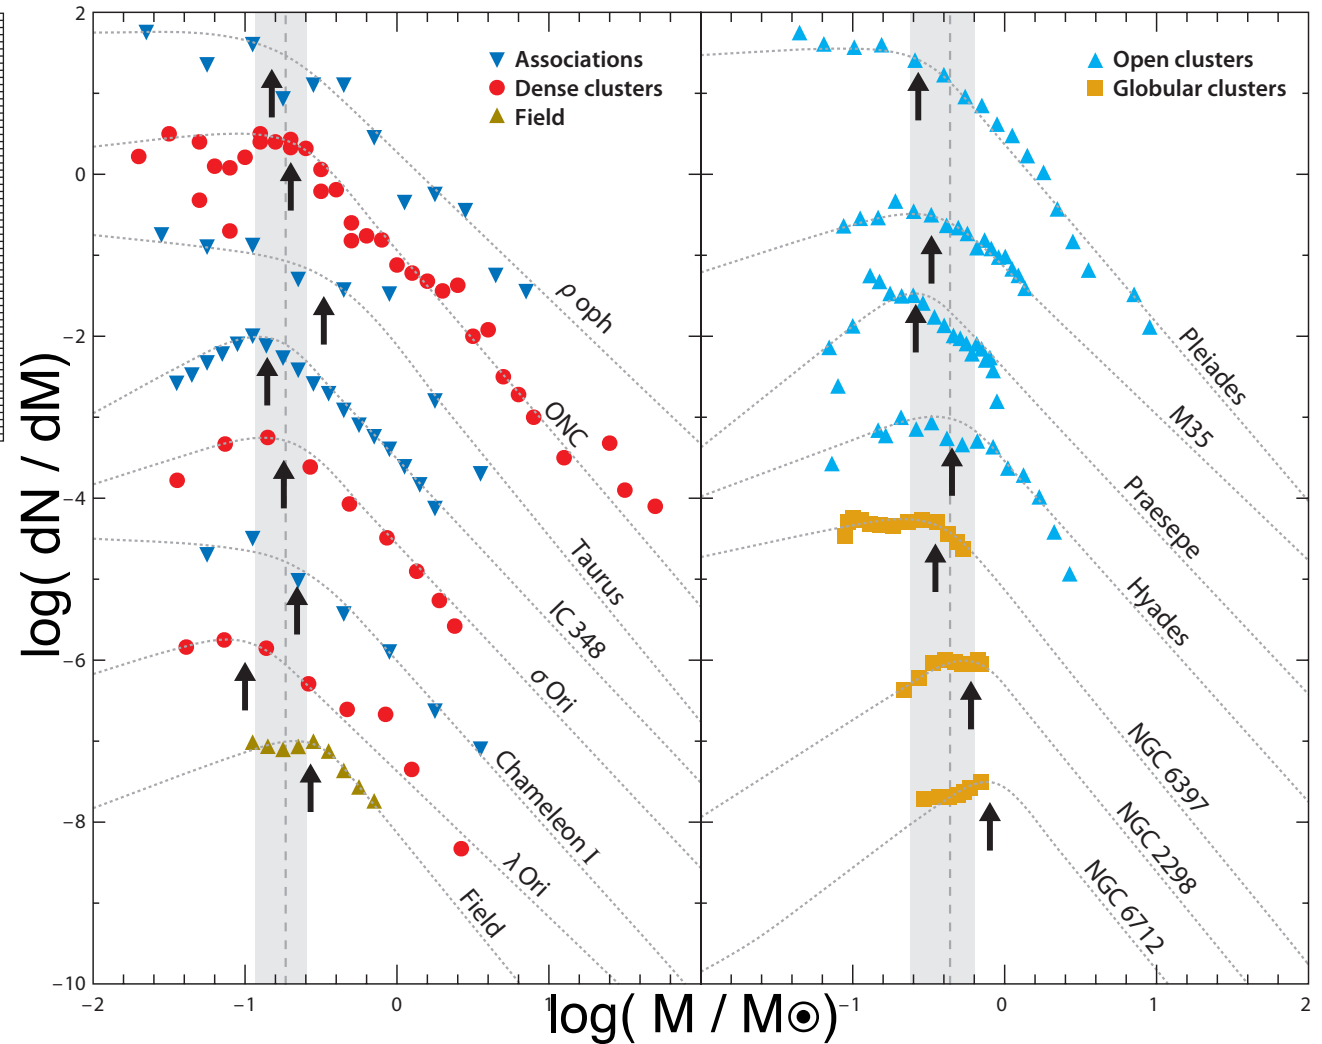 2
0
−2
−4
−6
−8
−10
log( dN / dM)
Associations
Dense clusters
Field
ρ oph
ONC
Taurus
IC 348
σ Ori
Chameleon I
λ Ori
Field
Open clusters
Globular clusters
Pleiades
M35
Praesepe
Hyades
NGC 6397
NGC 2298
NGC 6712
−2
−1
0
1
−1
0
1
2
log( M / M☉)